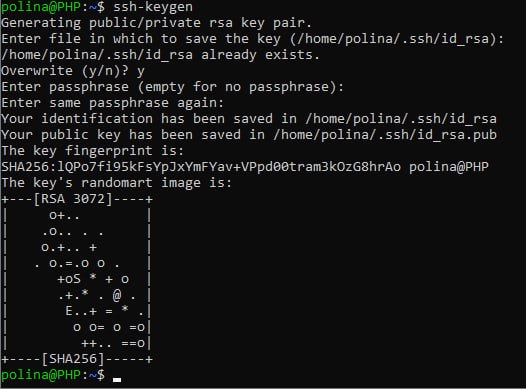 polina@PHP:~$ ssh-keygen
Generating public/private rsa key pair.
Enter file in which to save the key (/home/polina/.ssh/id_rsa):
/home/polina/.ssh/id_rsa already exists.
Overwrite (y/n)? y
Enter passphrase (empty for no passphrase):
Enter same passphrase again:
Your identification has been saved in /home/polina/.ssh/id_rsa
Your public key has been saved in /home/polina/.ssh/id_rsa.pub
The key fingerprint is:
SHA256:lQPo7fi95kFsYpJxYmFYav+VPpd00tram3kOzG8hrAo polina@PHP
The key's randomart image is:
+---[RSA 3072]----+
|     o+..        |
|    .o.. . .     |
|    o.+.. +      |
|   . o.=.o o .   |
|      +oS * + o  |
|      .+.* . @ . |
|       E..+ = * .|
|        o o= o =o|
|         ++.. ==o|
+----[SHA256]-----+
polina@PHP:~$